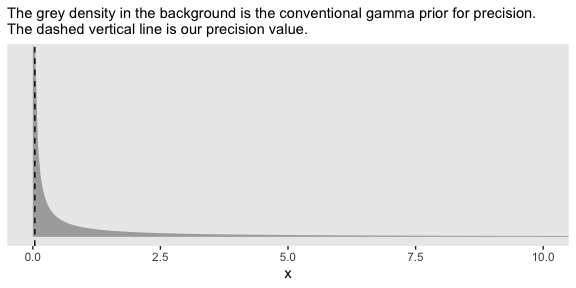 The grey density in the background is the conventional gamma prior for precision.
The dashed vertical line is our precision value.
0.0 2.5 5.0 7.5 10.0
x